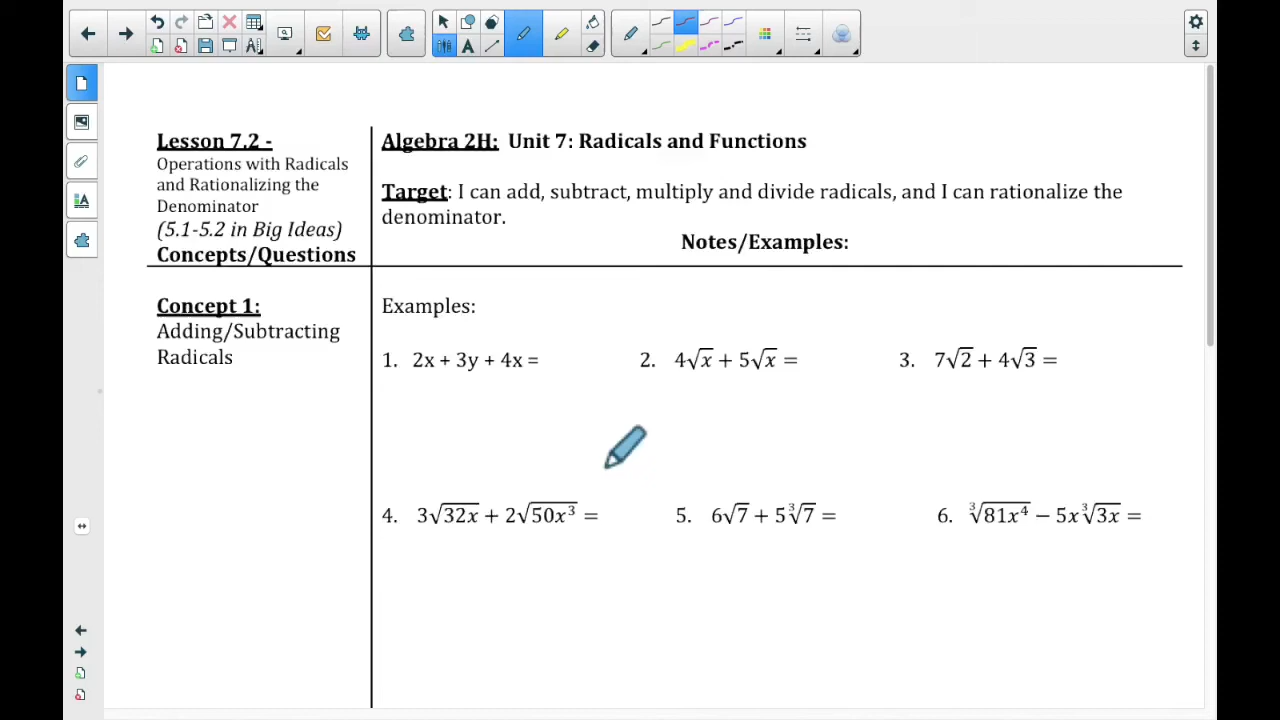 Lesson 7.2 -
Operations with Radicals
and Rationalizing the
Denominator
(5.1-5.2 in Big Ideas)
Concepts/Questions
Algebra 2H: Unit 7: Radicals and Functions
Target: I can add, subtract, multiply and divide radicals, and I can rationalize the
denominator.
Notes/Examples:
Concept 1:
Adding/Subtracting
Radicals
Examples:
1. 2x + 3y + 4x =
2. 4√x + 5√x =
3. 7√2 + 4√3 =
4. 3√32x + 2√50x³ =
5. 6√7 + 5∛7 =
6. ∛81x⁴ − 5x∛3x =